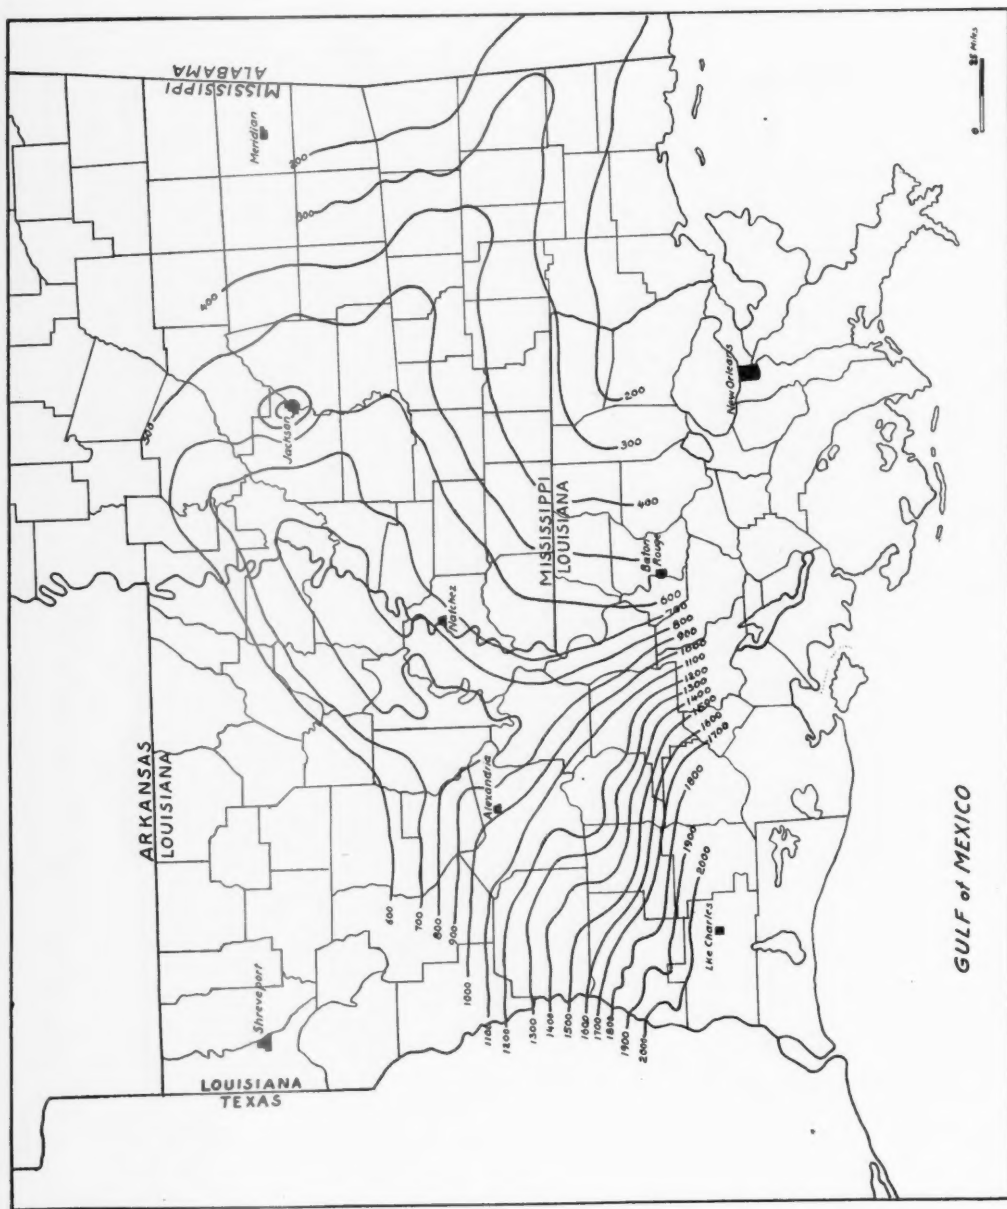 ARKANSAS
LOUISIANA
MISSISSIPPI
ALABAMA
Meridian
Shreveport
Jackson
200
300
400
500
LOUISIANA
TEXAS
Natchez
Alexandria
MISSISSIPPI
LOUISIANA
600
700
800
900
1000
1100
1200
1300
1400
1500
1600
1700
1800
1900
2000
Baton
Rouge
400
300
200
600
700
800
900
1000
1100
1200
1300
1400
1500
1600
1700
1800
1900
2000
Lke Charles
New Orleans
GULF of MEXICO
0 25 Miles